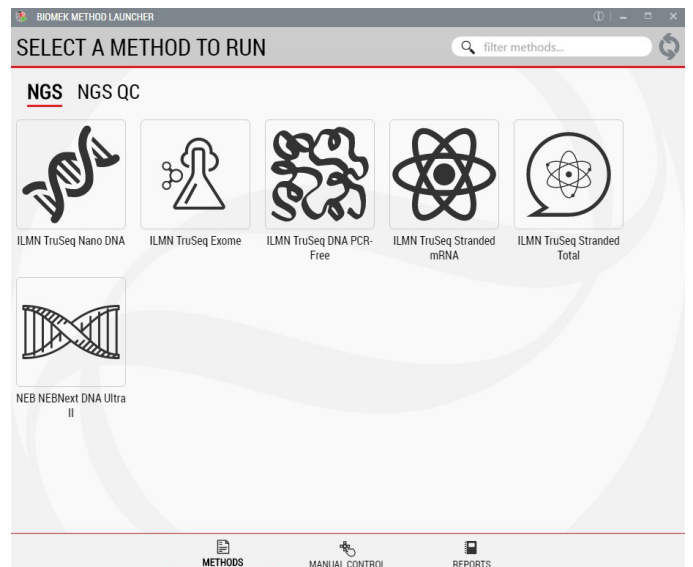 BIOMEK METHOD LAUNCHER
SELECT A METHOD TO RUN
filter methods...
NGS NGS QC
ILMN TruSeq Nano DNA
ILMN TruSeq Exome
ILMN TruSeq DNA PCR-
Free
ILMN TruSeq Stranded
mRNA
ILMN TruSeq Stranded
Total
NEB NEBNext DNA Ultra
II
METHODS
MANUAL CONTROL
REPORTS